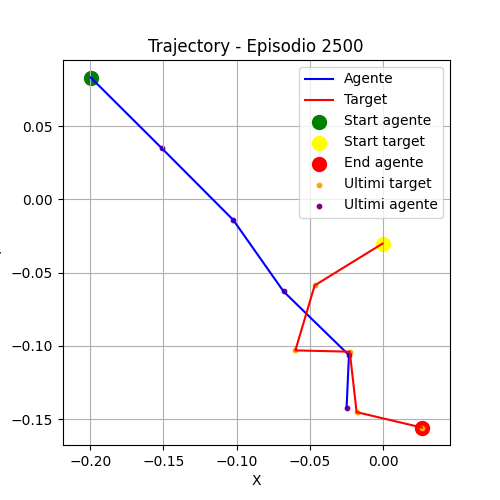 Trajectory - Episodio 2500
Agente
Target
Start agente
Start target
End agente
Ultimi target
Ultimi agente
0.05
0.00
−0.05
−0.10
−0.15
−0.20
−0.15
−0.10
−0.05
0.00
X